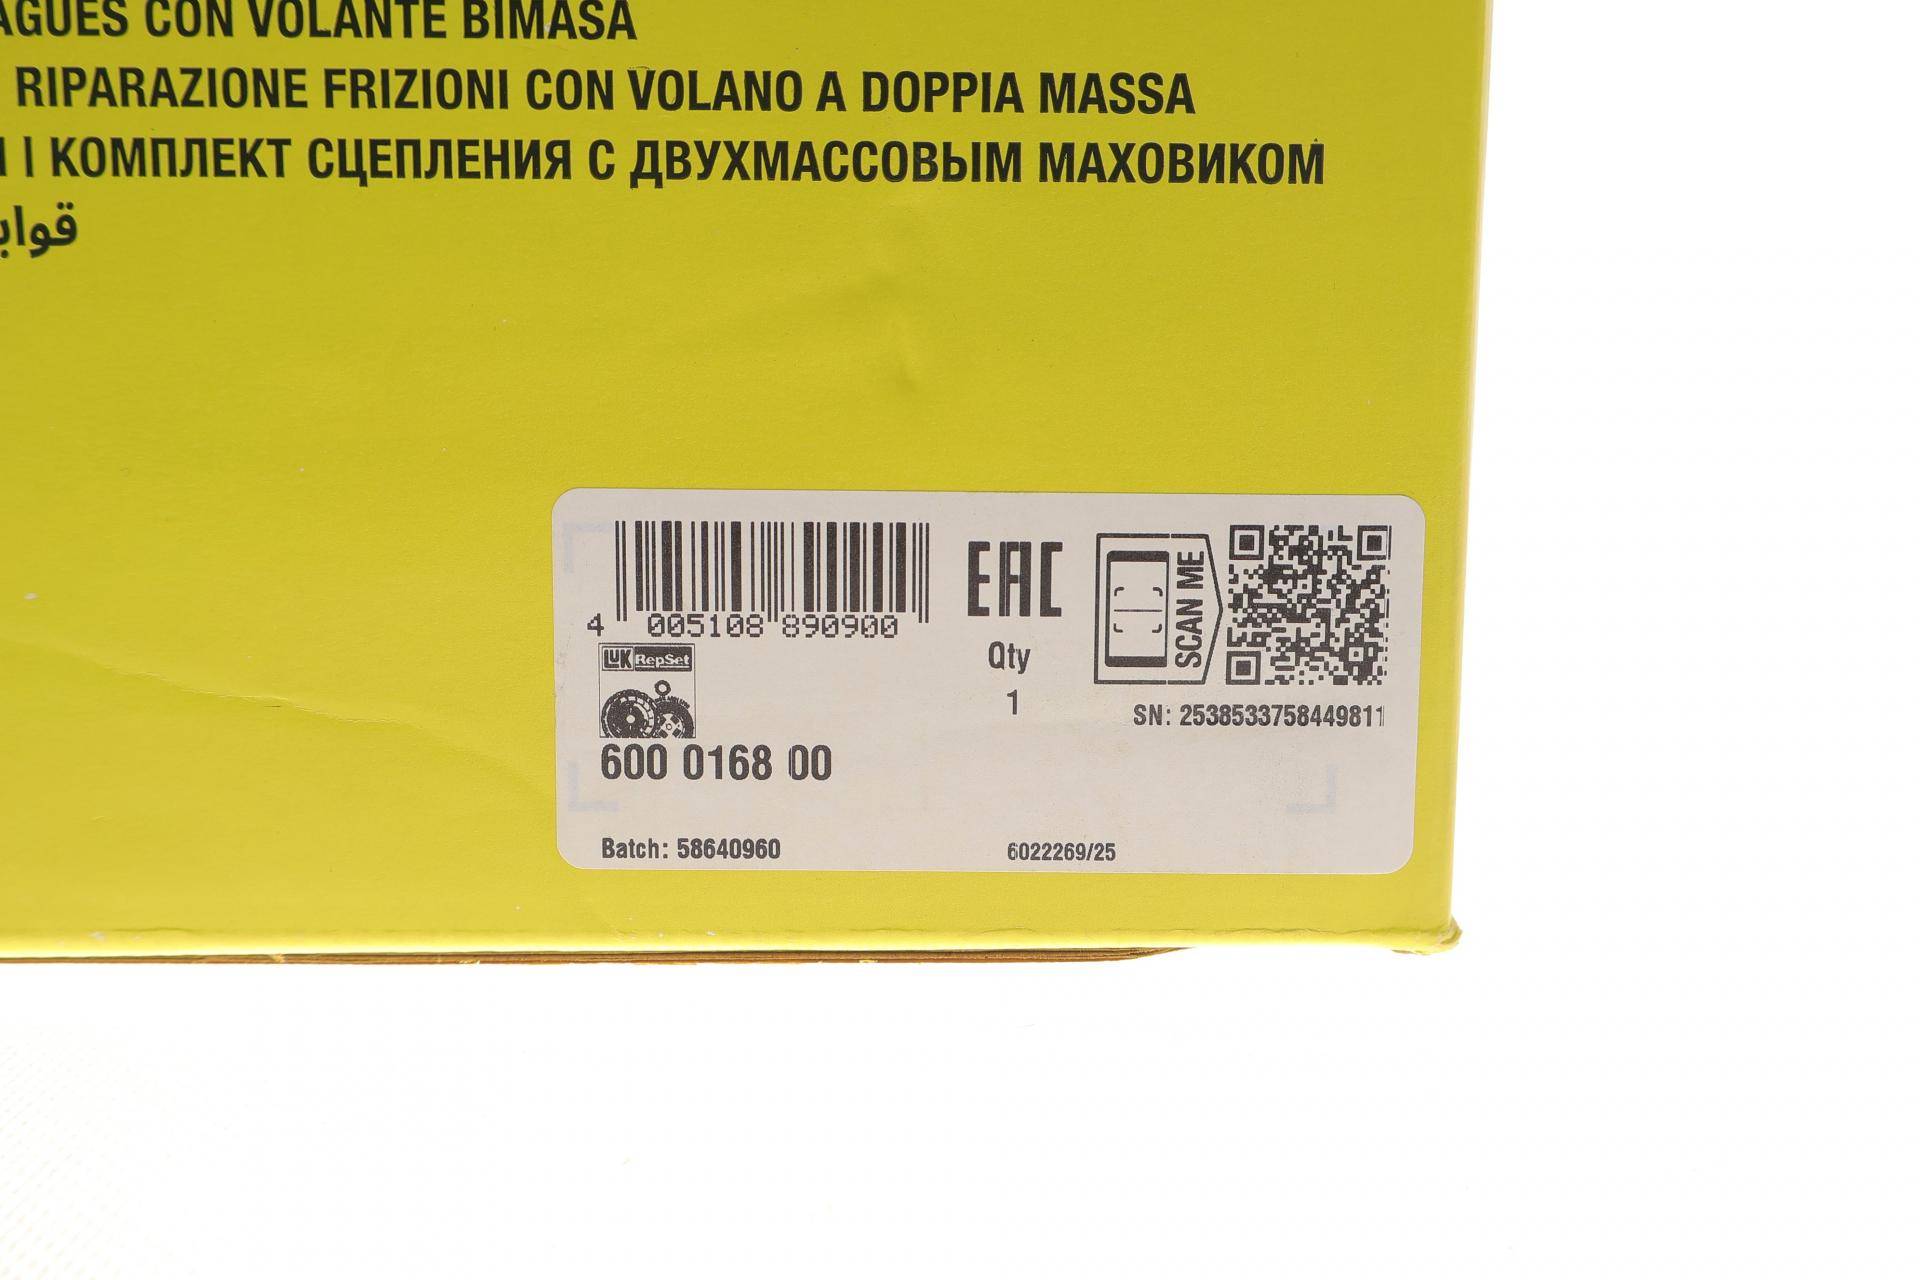 CON VOLANTE BIMASA
RIPARAZIONE FRIZIONI CON VOLANO A DOPPIA MASSA
| КОМПЛЕКТ СЦЕПЛЕНИЯ С ДВУХМАССОВЫМ МАХОВИКОМ
4 005108 890900
EAC
SCAN ME
LUK RepSet
Qty
1
SN: 2538533758449811
600 0168 00
Batch: 58640960
6022269/25